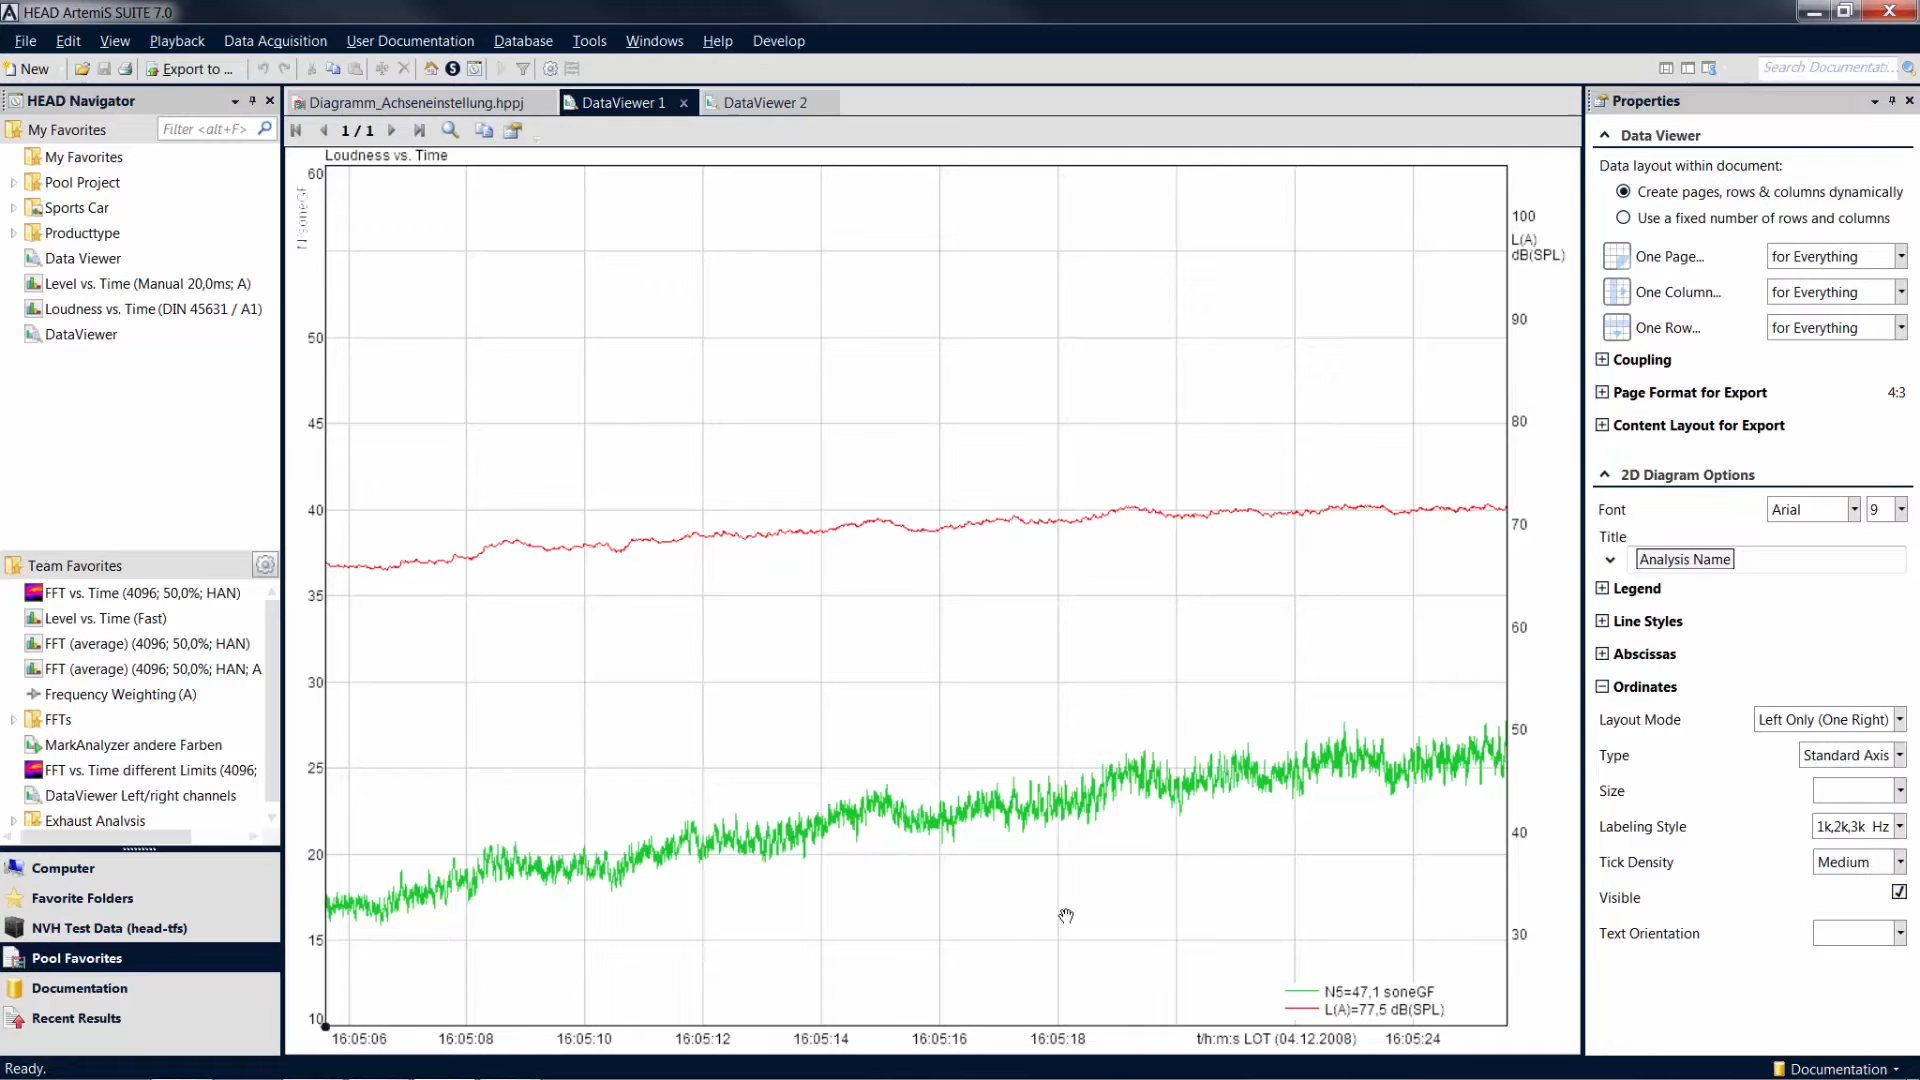 HEAD ArtemiS SUITE 7.0
File Edit View Playback Data Acquisition User Documentation Database Tools Windows Help Develop
New Export to ... Search Documentati...
HEAD Navigator
My Favorites Filter <alt+F>
My Favorites
Pool Project
Sports Car
Producttype
Data Viewer
Level vs. Time (Manual 20,0ms; A)
Loudness vs. Time (DIN 45631 / A1)
DataViewer
Team Favorites
FFT vs. Time (4096; 50,0%; HAN)
Level vs. Time (Fast)
FFT (average) (4096; 50,0%; HAN)
FFT (average) (4096; 50,0%; HAN; A
Frequency Weighting (A)
FFTs
MarkAnalyzer andere Farben
FFT vs. Time different Limits (4096;
DataViewer Left/right channels
Exhaust Analysis
Computer
Favorite Folders
NVH Test Data (head-tfs)
Pool Favorites
Documentation
Recent Results
Diagramm_Achseneinstellung.hppj DataViewer 1 DataViewer 2
1 / 1
Loudness vs. Time
N soneGF
60
50
45
40
35
30
25
20
15
10
100
L(A)
dB(SPL)
90
80
70
60
50
40
30
N5=47,1 soneGF
L(A)=77,5 dB(SPL)
16:05:06 16:05:08 16:05:10 16:05:12 16:05:14 16:05:16 16:05:18 t/h:m:s LOT (04.12.2008) 16:05:24
Properties
Data Viewer
Data layout within document:
Create pages, rows & columns dynamically
Use a fixed number of rows and columns
One Page... for Everything
One Column... for Everything
One Row... for Everything
Coupling
Page Format for Export 4:3
Content Layout for Export
2D Diagram Options
Font Arial 9
Title
Analysis Name
Legend
Line Styles
Abscissas
Ordinates
Layout Mode Left Only (One Right)
Type Standard Axis
Size
Labeling Style 1k,2k,3k Hz
Tick Density Medium
Visible
Text Orientation
Ready. Documentation